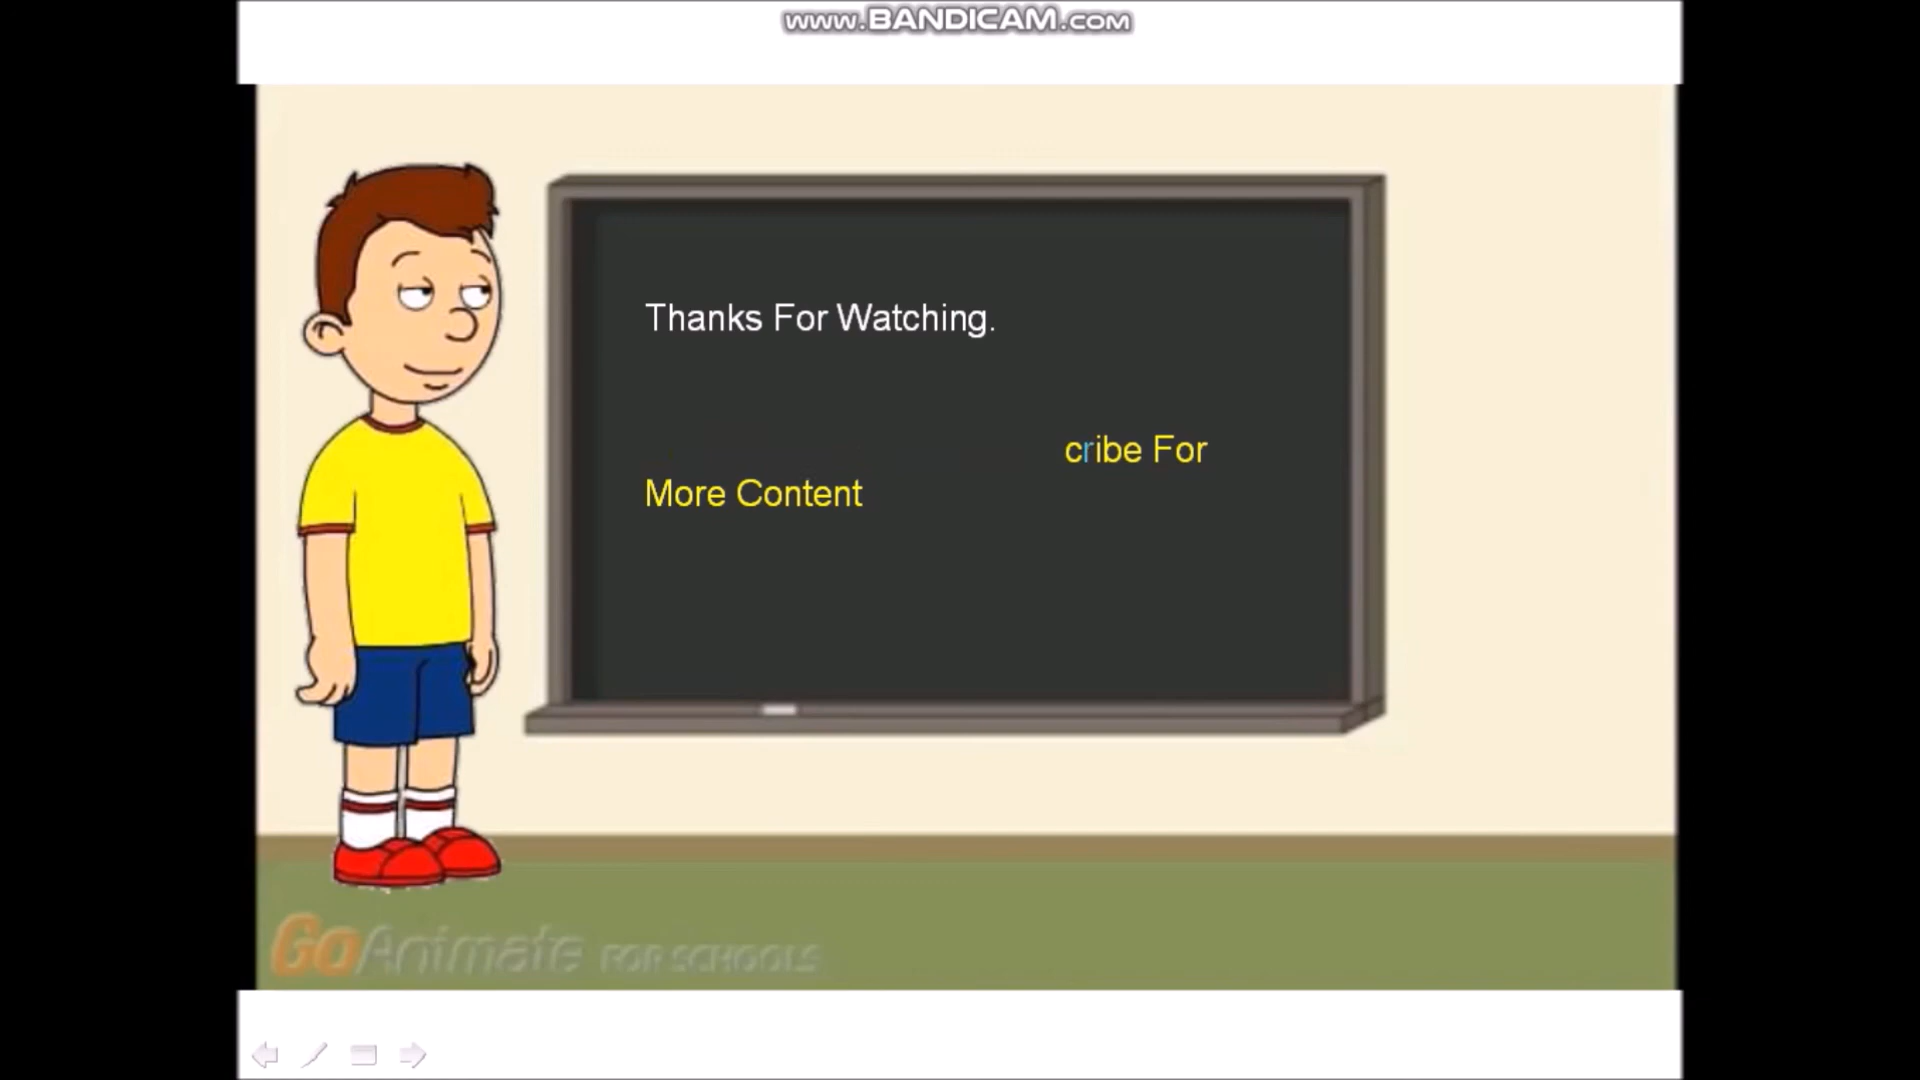 www.BANDICAM.com
Thanks For Watching.
cribe For
More Content
GoAnimate FOR SCHOOLS